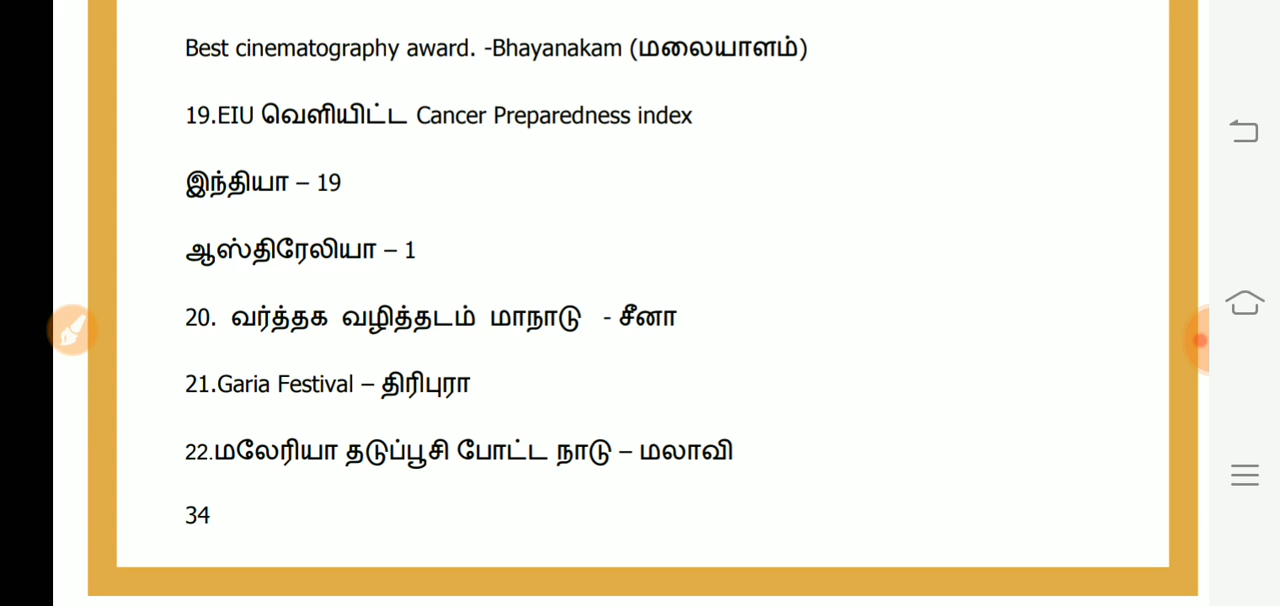 Best cinematography award. -Bhayanakam (மலையாளம்)
19.EIU வெளியிட்ட Cancer Preparedness index
இந்தியா – 19
ஆஸ்திரேலியா – 1
20. வர்த்தக வழித்தடம் மாநாடு - சீனா
21.Garia Festival – திரிபுரா
22.மலேரியா தடுப்பூசி போட்ட நாடு – மலாவி
34